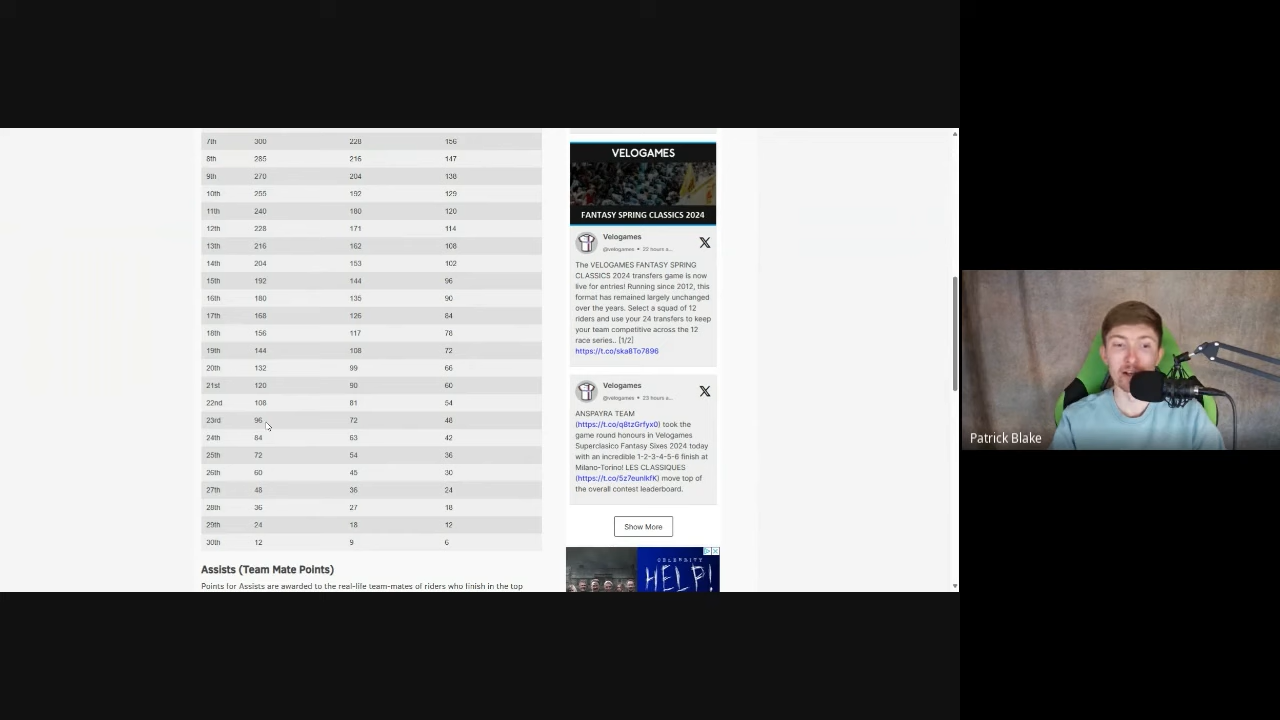 7th 300 228 156
8th 285 216 147
9th 270 204 138
10th 255 192 129
11th 240 180 120
12th 228 171 114
13th 216 162 108
14th 204 153 102
15th 192 144 96
16th 180 135 90
17th 168 126 84
18th 156 117 78
19th 144 108 72
20th 132 99 66
21st 120 90 60
22nd 108 81 54
23rd 96 72 48
24th 84 63 42
25th 72 54 36
26th 60 45 30
27th 48 36 24
28th 36 27 18
29th 24 18 12
30th 12 9 6
Assists (Team Mate Points)
Points for Assists are awarded to the real-life team-mates of riders who finish in the top
VELOGAMES
FANTASY SPRING CLASSICS 2024
Velogames
@velogames • 22 hours a...
The VELOGAMES FANTASY SPRING
CLASSICS 2024 transfers game is now
live for entries! Running since 2012, this
format has remained largely unchanged
over the years. Select a squad of 12
riders and use your 24 transfers to keep
your team competitive across the 12
race series.. [1/2]
https://t.co/ska8To7896
Velogames
@velogames • 23 hours a...
ANSPAYRA TEAM
(https://t.co/q8tzGrfyx0) took the
game round honours in Velogames
Superclasico Fantasy Sixes 2024 today
with an incredible 1-2-3-4-5-6 finish at
Milano-Torino! LES CLASSIQUES
(https://t.co/5z7eunlkfK) move top of
the overall contest leaderboard.
Show More
CELEBRITY
HELP!
Patrick Blake